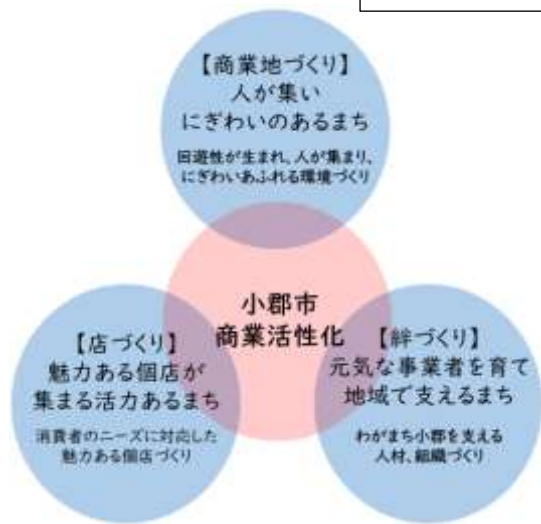 【商業地づくり】
人が集い
にぎわいのあるまち
回遊性が生まれ、人が集まり、
にぎわいあふれる環境づくり
小郡市
商業活性化
【店づくり】
魅力ある個店が
集まる活力あるまち
消費者のニーズに対応した
魅力ある個店づくり
【絆づくり】
元気な事業者を育て
地域で支えるまち
わがまち小郡を支える
人材、組織づくり